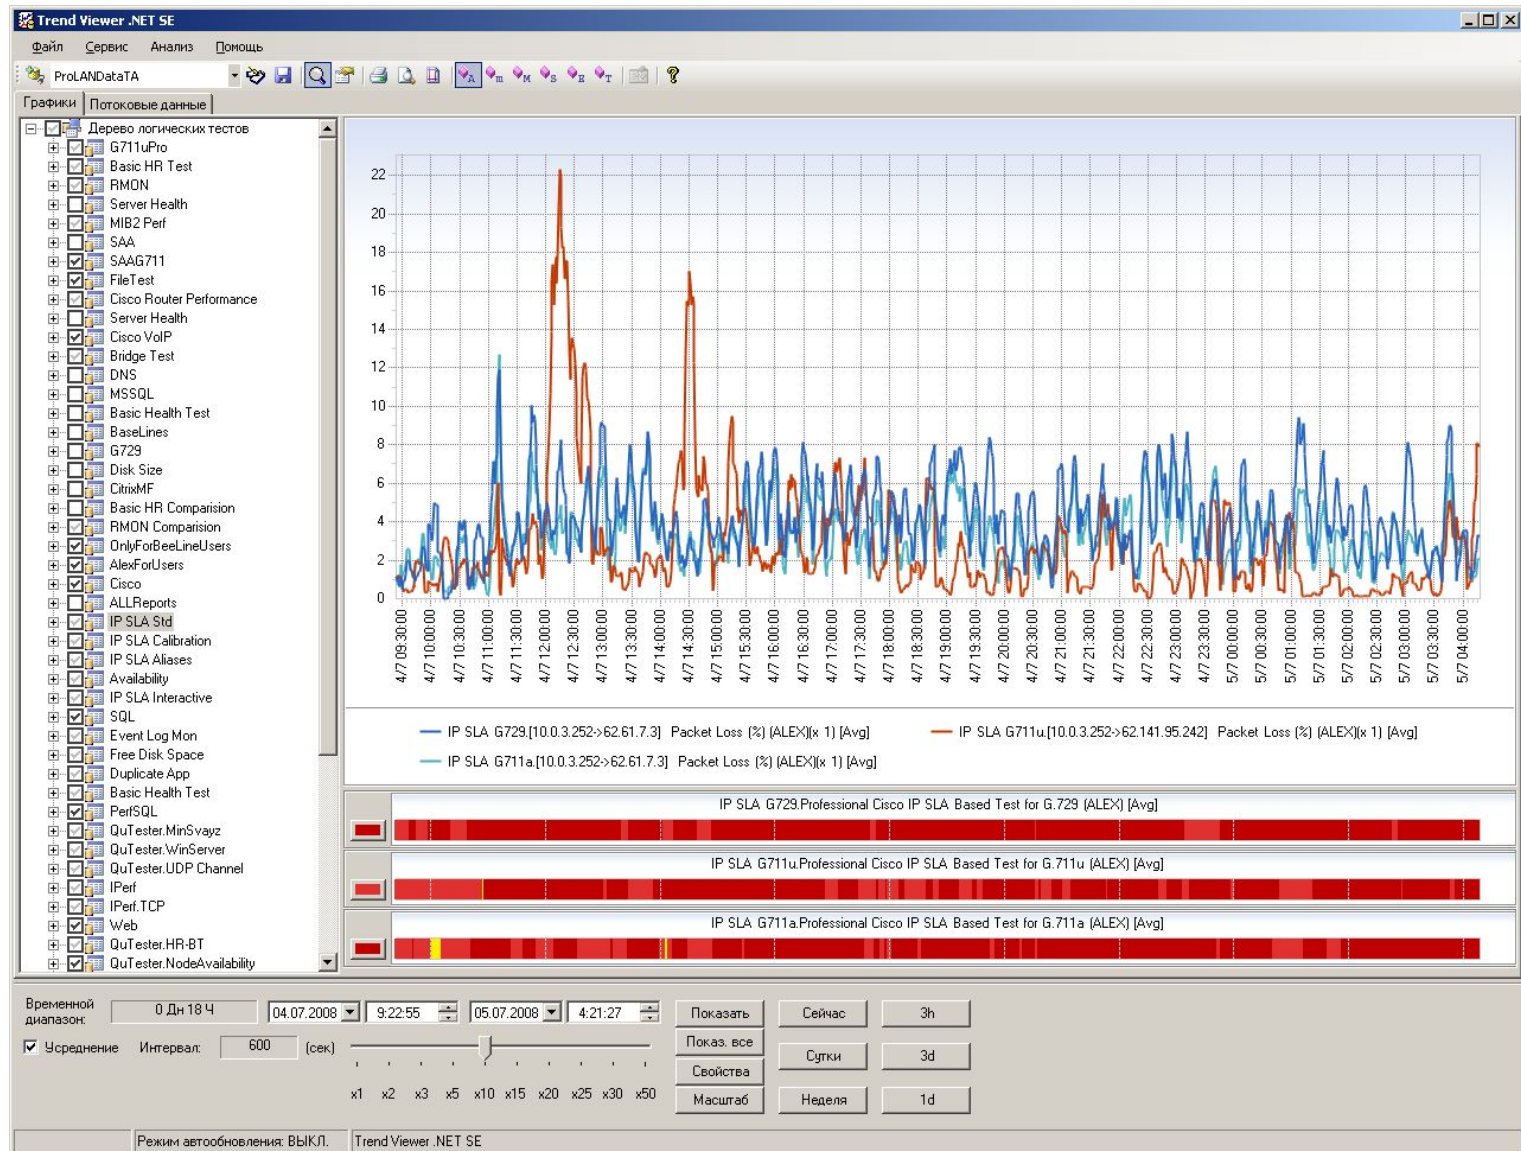 Trend Viewer .NET SE
Файл Сервис Анализ Помощь
ProLANDataTA
Графики Потоковые данные
Дерево логических тестов
G711uPro
Basic HR Test
RMON
Server Health
MIB2 Perf
SAA
SAAG711
FileTest
Cisco Router Performance
Server Health
Cisco VoIP
Bridge Test
DNS
MSSQL
Basic Health Test
BaseLines
G729
Disk Size
CitrixMF
Basic HR Comparision
RMON Comparision
OnlyForBeeLineUsers
AlexForUsers
Cisco
ALLReports
IP SLA Std
IP SLA Calibration
IP SLA Aliases
Availability
IP SLA Interactive
SQL
Event Log Mon
Free Disk Space
Duplicate App
Basic Health Test
PerfSQL
QuTester.MinSvayz
QuTester.WinServer
QuTester.UDP Channel
IPerf
IPerf.TCP
Web
QuTester.HR-BT
QuTester.NodeAvailability
22
20
18
16
14
12
10
8
6
4
2
0
4/7 09:30:00
4/7 10:00:00
4/7 10:30:00
4/7 11:00:00
4/7 11:30:00
4/7 12:00:00
4/7 12:30:00
4/7 13:00:00
4/7 13:30:00
4/7 14:00:00
4/7 14:30:00
4/7 15:00:00
4/7 15:30:00
4/7 16:00:00
4/7 16:30:00
4/7 17:00:00
4/7 17:30:00
4/7 18:00:00
4/7 18:30:00
4/7 19:00:00
4/7 19:30:00
4/7 20:00:00
4/7 20:30:00
4/7 21:00:00
4/7 21:30:00
4/7 22:00:00
4/7 22:30:00
4/7 23:00:00
4/7 23:30:00
5/7 00:00:00
5/7 00:30:00
5/7 01:00:00
5/7 01:30:00
5/7 02:00:00
5/7 02:30:00
5/7 03:00:00
5/7 03:30:00
5/7 04:00:00
IP SLA G729.[10.0.3.252->62.61.7.3] Packet Loss (%) (ALEX)(x 1) [Avg]
IP SLA G711u.[10.0.3.252->62.141.95.242] Packet Loss (%) (ALEX)(x 1) [Avg]
IP SLA G711a.[10.0.3.252->62.61.7.3] Packet Loss (%) (ALEX)(x 1) [Avg]
IP SLA G729.Professional Cisco IP SLA Based Test for G.729 (ALEX) [Avg]
IP SLA G711u.Professional Cisco IP SLA Based Test for G.711u (ALEX) [Avg]
IP SLA G711a.Professional Cisco IP SLA Based Test for G.711a (ALEX) [Avg]
Временной
диапазон:
0 Дн 18 Ч 04.07.2008 9:22:55 05.07.2008 4:21:27
Показать Сейчас 3h
Усреднение Интервал: 600 (сек)
Показ. все
Сутки 3d
Свойства
x1 x2 x3 x5 x10 x15 x20 x25 x30 x50
Масштаб Неделя 1d
Режим автообновления: ВЫКЛ. Trend Viewer .NET SE